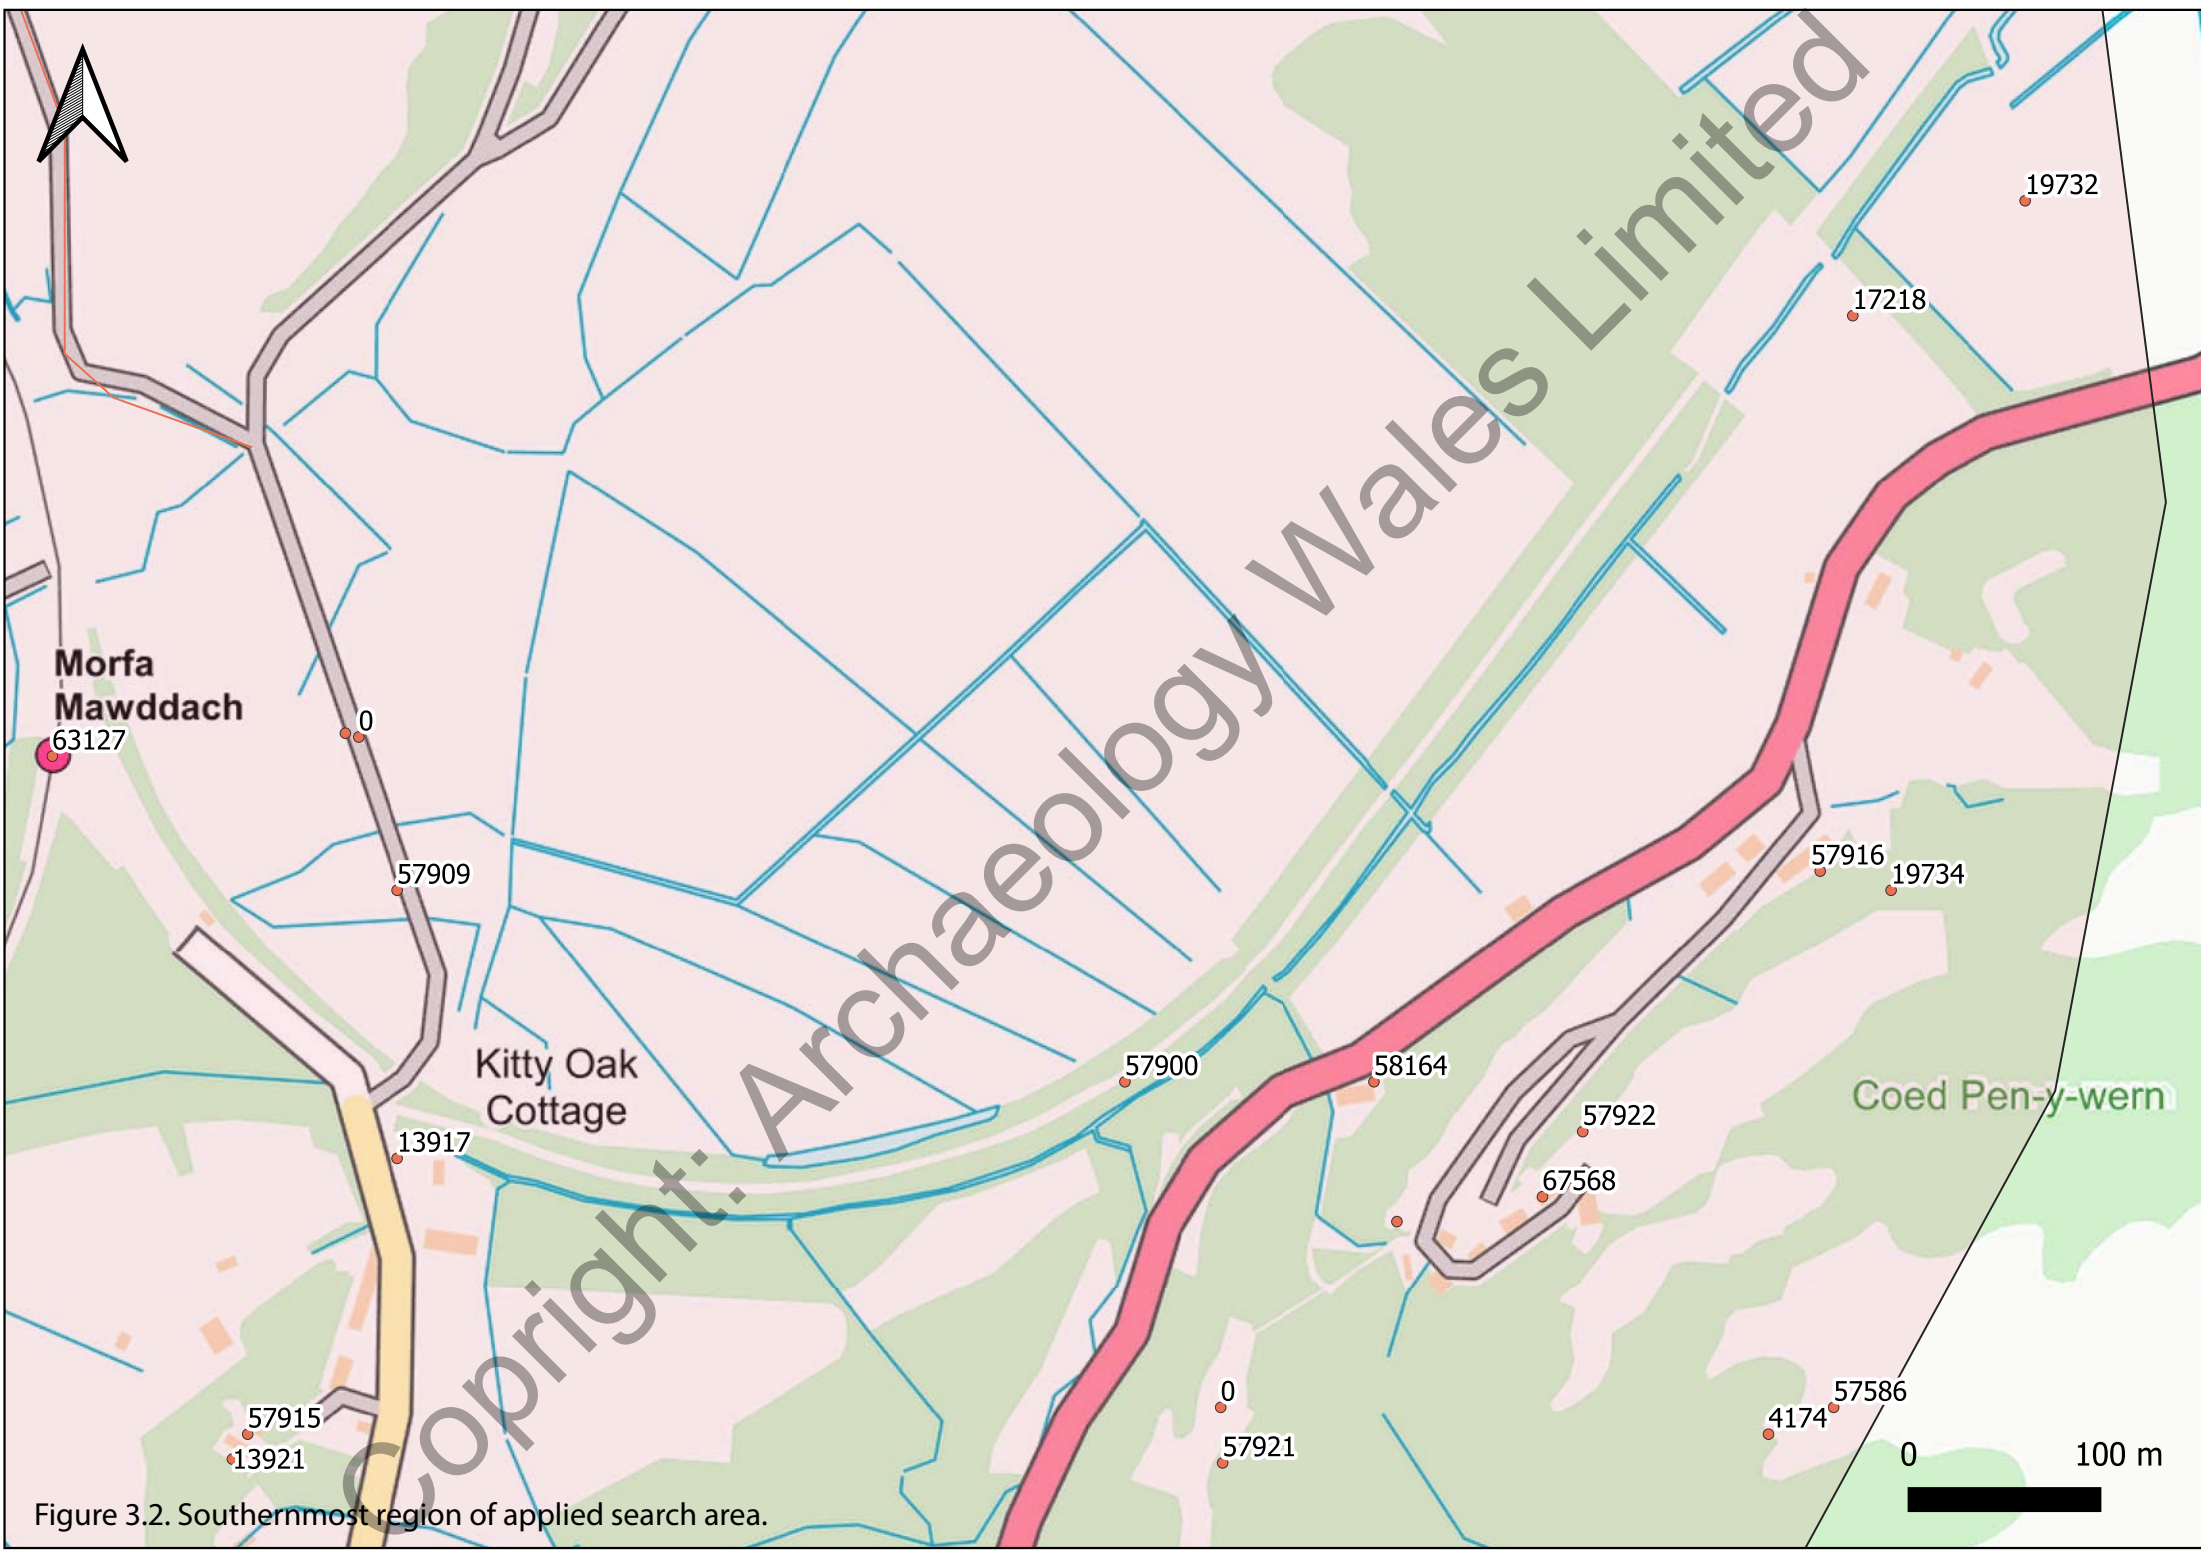 19732
17218
Morfa
Mawddach
0
63127
57916
57909
19734
Kitty Oak
Cottage
57900
58164
Coed Pen-y-wern
57922
13917
67568
0
57586
57915
4174
57921
13921
0 100 m
Figure 3.2. Southernmost region of applied search area.
Copright: Archaeology Wales Limited